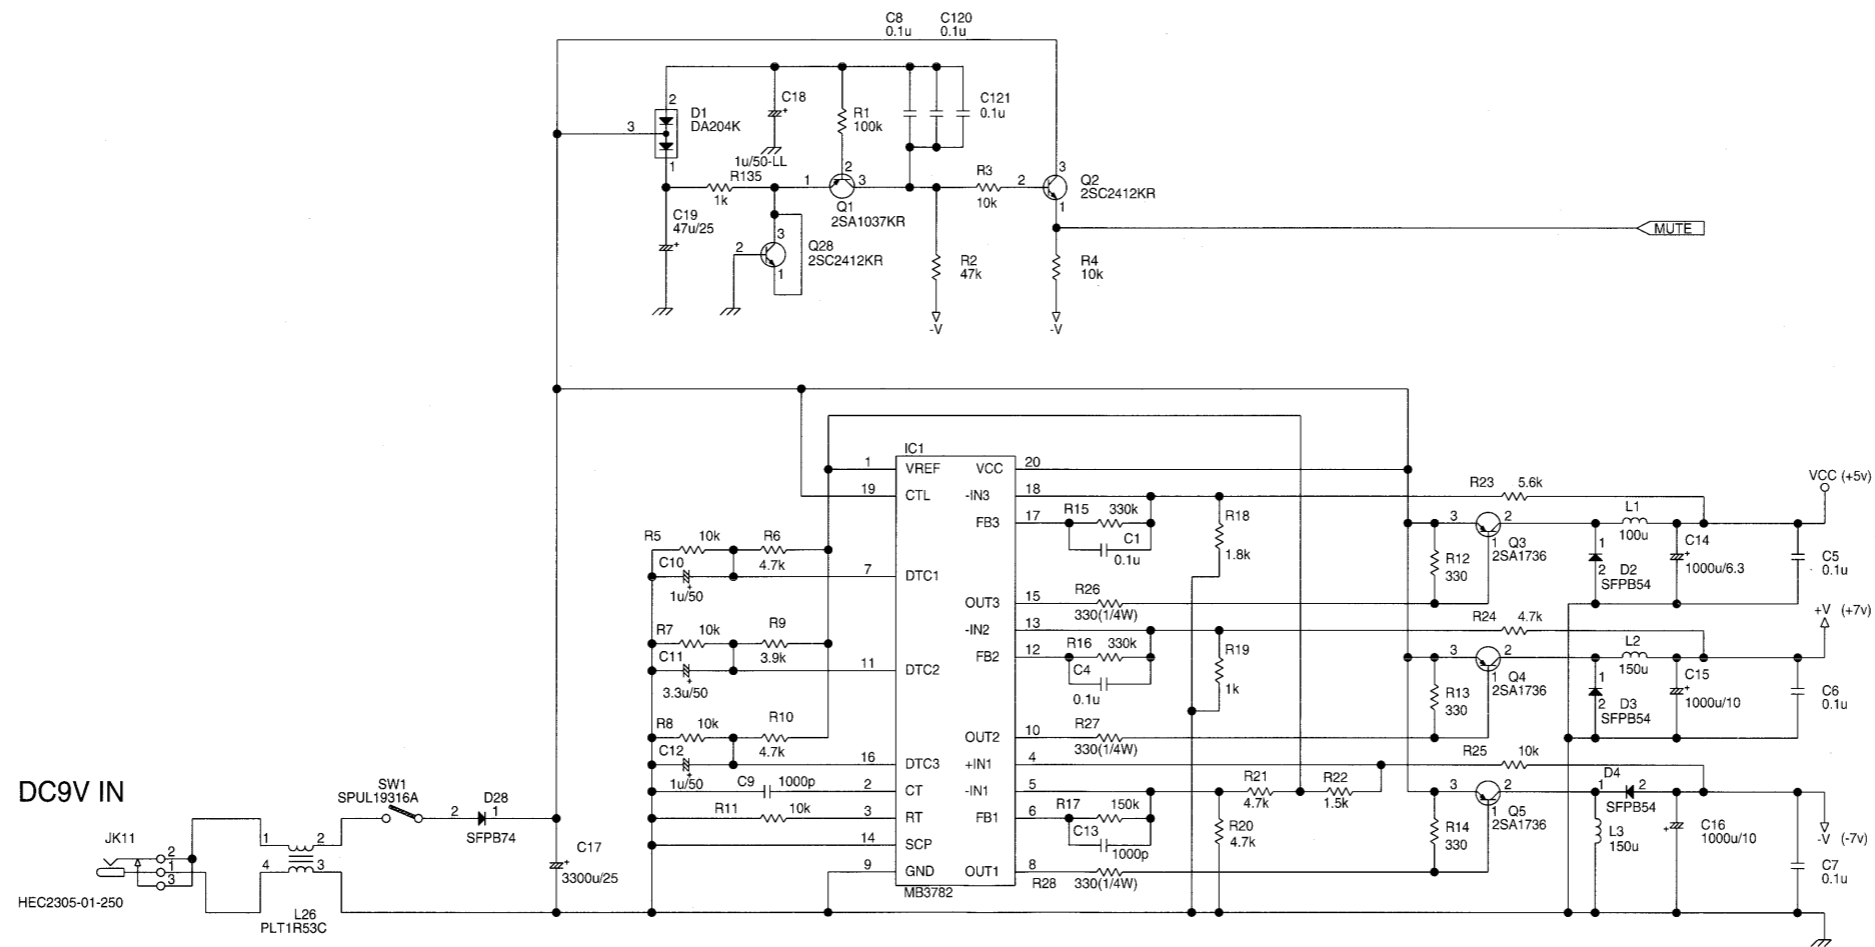 C8 C120
0.1u 0.1u
2
D1
DA204K
3
1
C18
1u/50-LL
R1
100k
C121
0.1u
R135
1k
1 2 3
Q1
2SA1037KR
R3
10k
2 3 1
Q2
2SC2412KR
C19
47u/25
3
2
1
Q28
2SC2412KR
R2
47k
R4
10k
MUTE
-V
-V
IC1
1 VREF VCC 20
19 CTL -IN3 18
FB3 17
7 DTC1
OUT3 15
-IN2 13
11 DTC2 FB2 12
OUT2 10
16 DTC3 +IN1 4
2 CT -IN1 5
3 RT FB1 6
14 SCP
9 GND OUT1 8
MB3782
R5 10k R6
4.7k
C10
1u/50
R7 10k R9
3.9k
C11
3.3u/50
R8 10k R10
4.7k
C12
1u/50
C9 1000p
R11 10k
R15 330k
C1
0.1u
R18
1.8k
R26
330(1/4W)
R16 330k
C4
0.1u
R19
1k
R27
330(1/4W)
R17 150k
C13
1000p
R21
4.7k
R22
1.5k
R20
4.7k
R28 330(1/4W)
R23 5.6k
3 2
1
Q3
2SA1736
R12
330
L1
100u
1
2 D2
SFPB54
C14
1000u/6.3
C5
0.1u
VCC (+5v)
R24 4.7k
3 2
1
Q4
2SA1736
R13
330
L2
150u
1
2 D3
SFPB54
C15
1000u/10
C6
0.1u
+V (+7v)
R25 10k
3 2
1
Q5
2SA1736
R14
330
D4
1 2
SFPB54
L3
150u
C16
1000u/10
C7
0.1u
-V (-7v)
DC9V IN
JK11
2
1
3
HEC2305-01-250
1 2
4 3
L26
PLT1R53C
SW1
SPUL19316A
2 D28 1
SFPB74
C17
3300u/25